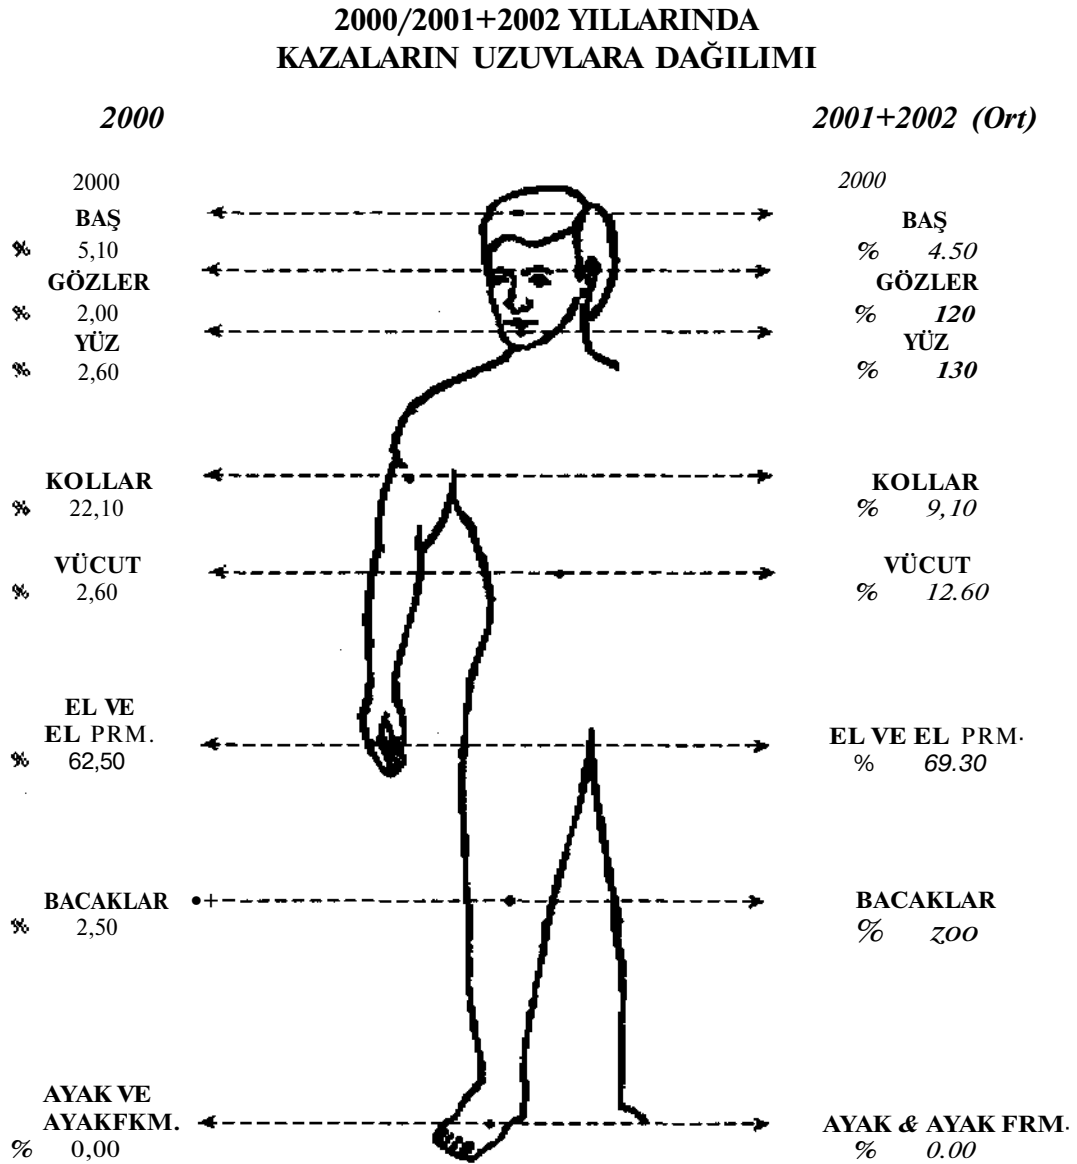 2000/2001+2002 YILLARINDA
KAZALARIN UZUVLARA DAĞILIMI
2000
2000
BAŞ
% 5,10
GÖZLER
% 2,00
YÜZ
% 2,60
KOLLAR
% 22,10
VÜCUT
% 2,60
EL VE
EL PRM.
% 62,50
BACAKLAR
% 2,50
AYAK VE
AYAKFKM.
% 0,00
2001+2002 (Ort)
2000
BAŞ
% 4.50
GÖZLER
% 120
YÜZ
% 130
KOLLAR
% 9,10
VÜCUT
% 12.60
EL VE EL PRM.
% 69.30
BACAKLAR
% zoo
AYAK & AYAK FRM.
% 0.00